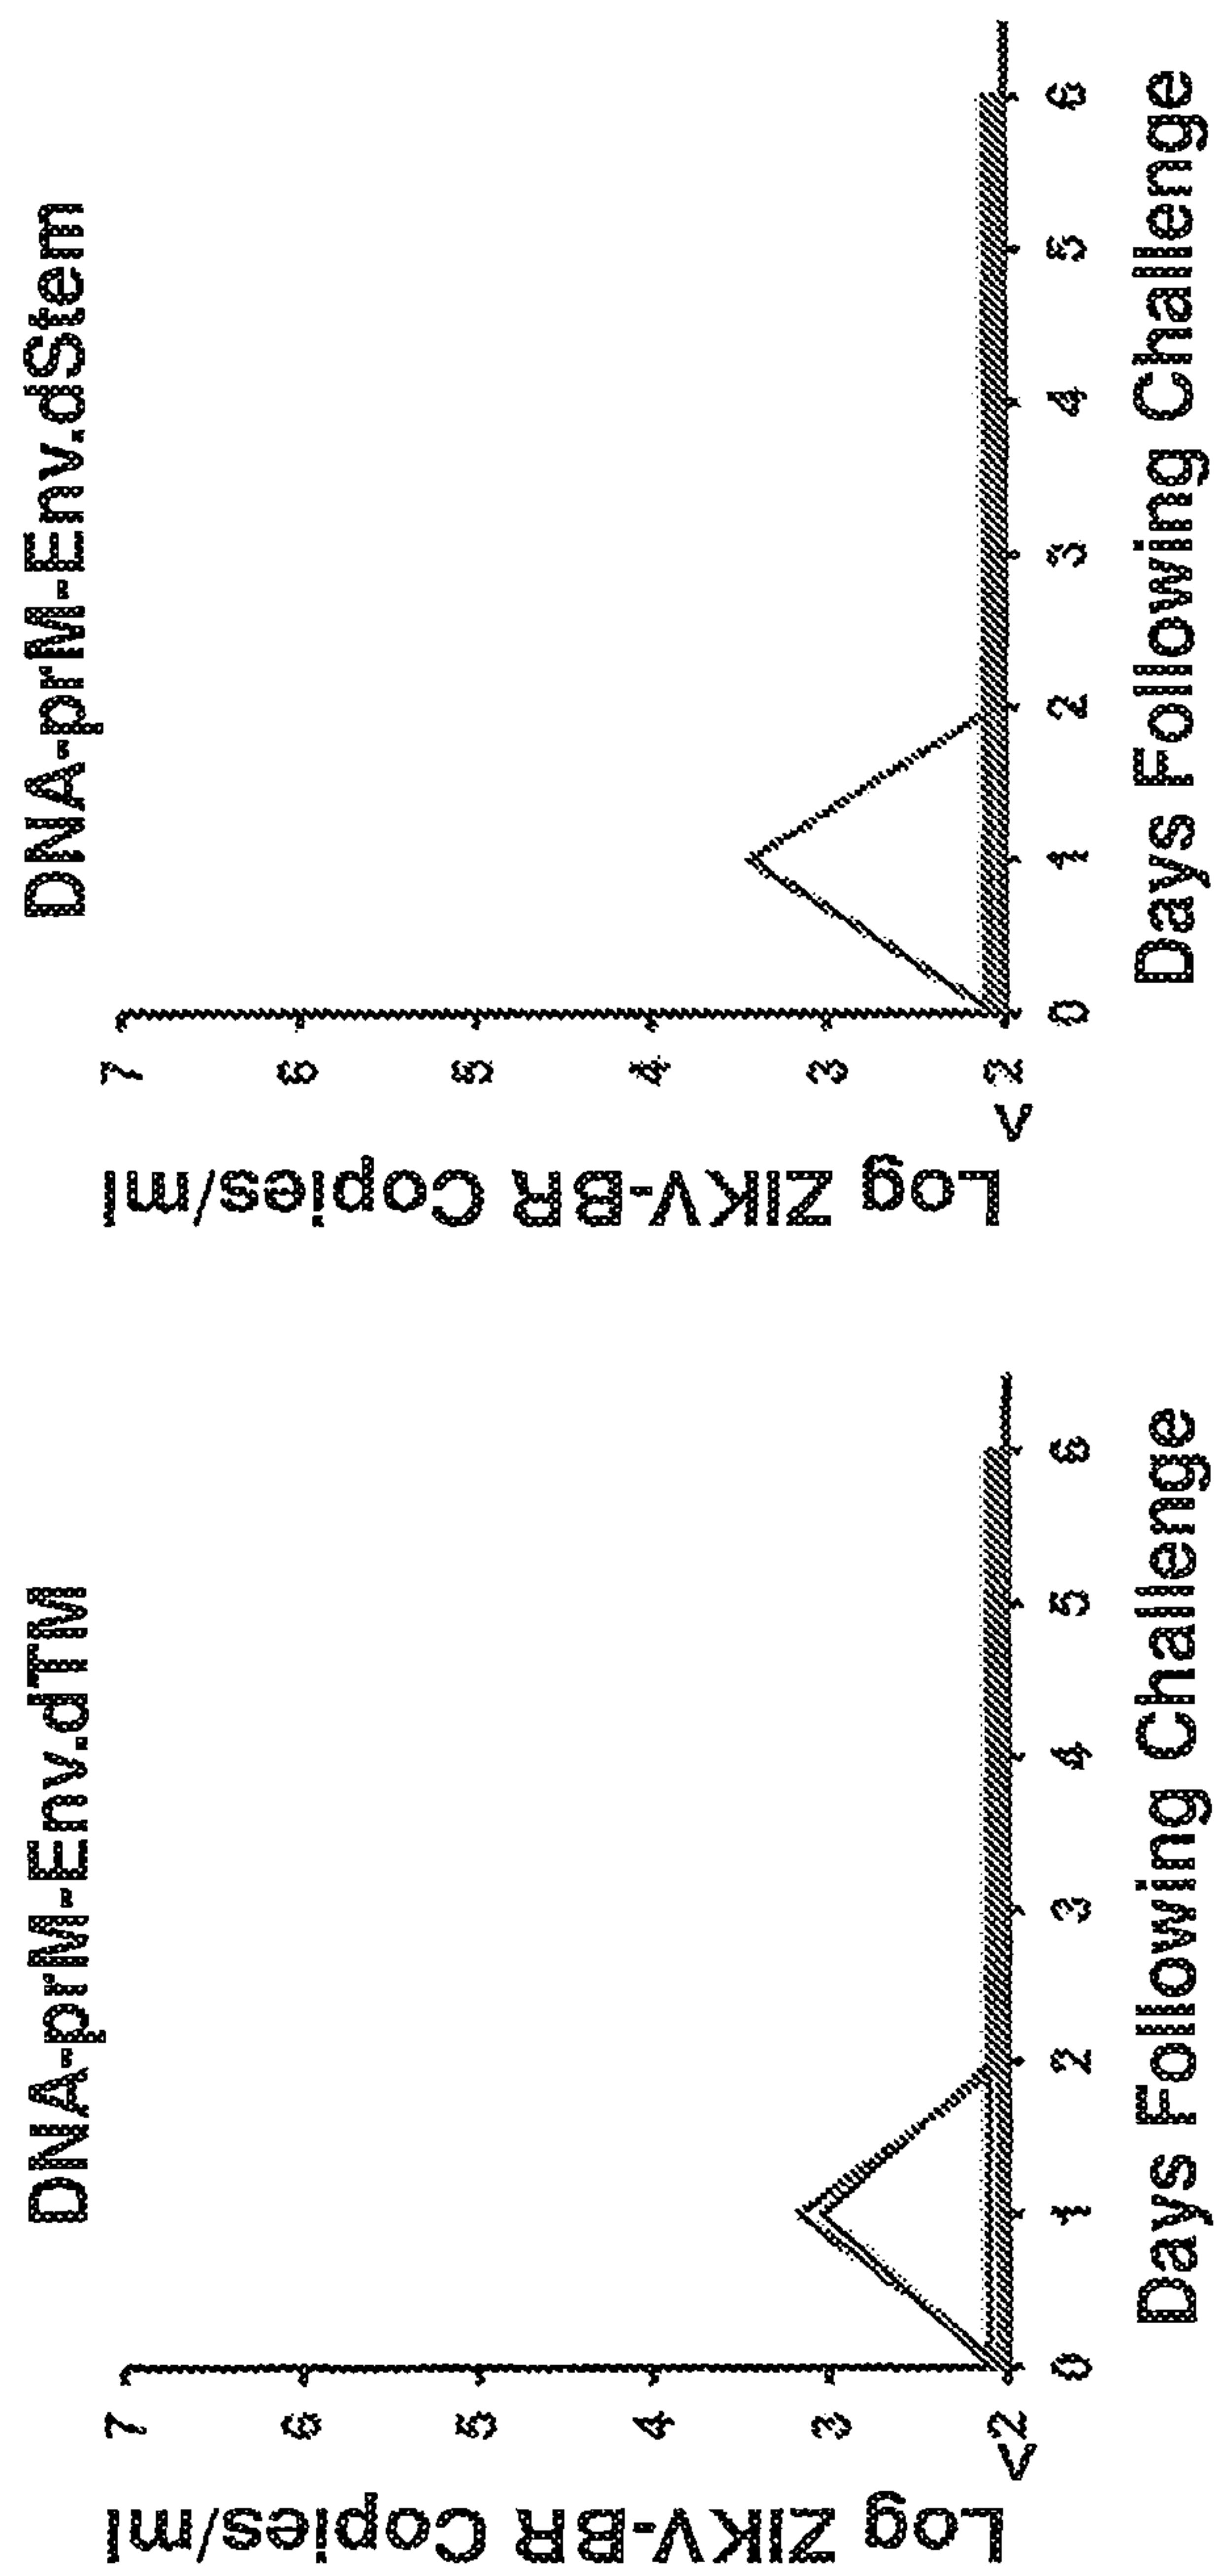 DNA-prM-Env.dTM
Log ZIKV-BR Copies/ml
7
6
5
4
3
<2
0 1 2 3 4 5 6
Days Following Challenge
DNA-prM-Env.dStem
Log ZIKV-BR Copies/ml
7
6
5
4
3
<2
0 1 2 3 4 5 6
Days Following Challenge